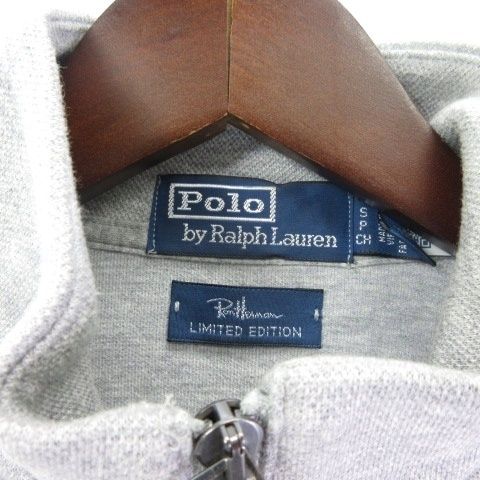 Polo
by Ralph Lauren
S
P
CH
Ron Herman
LIMITED EDITION